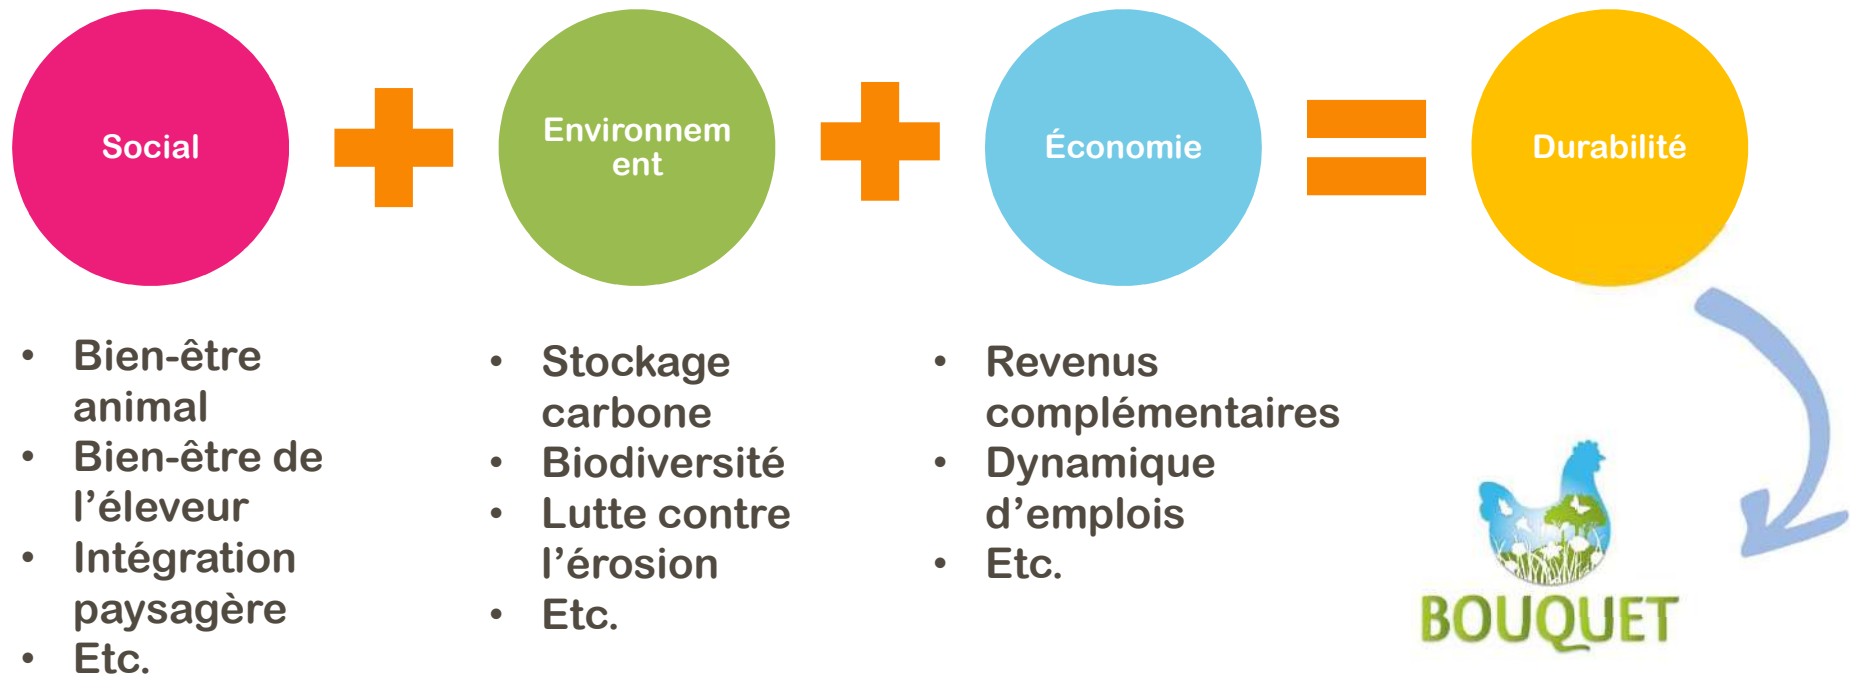 Social
Environnem
ent
Économie
Durabilité
• Bien-être
animal
• Bien-être de
l’éleveur
• Intégration
paysagère
• Etc.
• Stockage
carbone
• Biodiversité
• Lutte contre
l’érosion
• Etc.
• Revenus
complémentaires
• Dynamique
d’emplois
• Etc.
BOUQUET